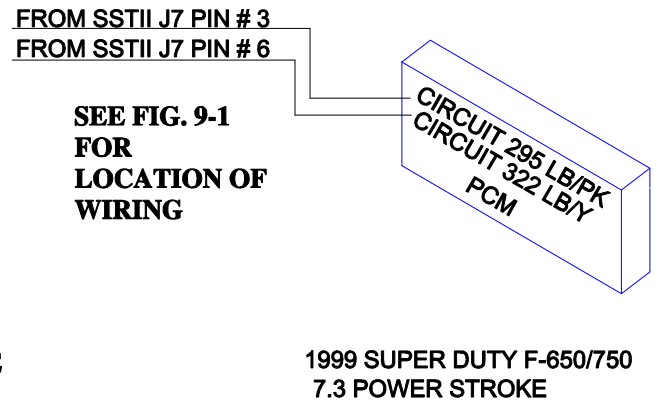 FROM SSTII J7 PIN # 3
FROM SSTII J7 PIN # 6
SEE FIG. 9-1
FOR
LOCATION OF
WIRING
CIRCUIT 295 LB/PK
CIRCUIT 322 LB/Y
PCM
1999 SUPER DUTY F-650/750
7.3 POWER STROKE